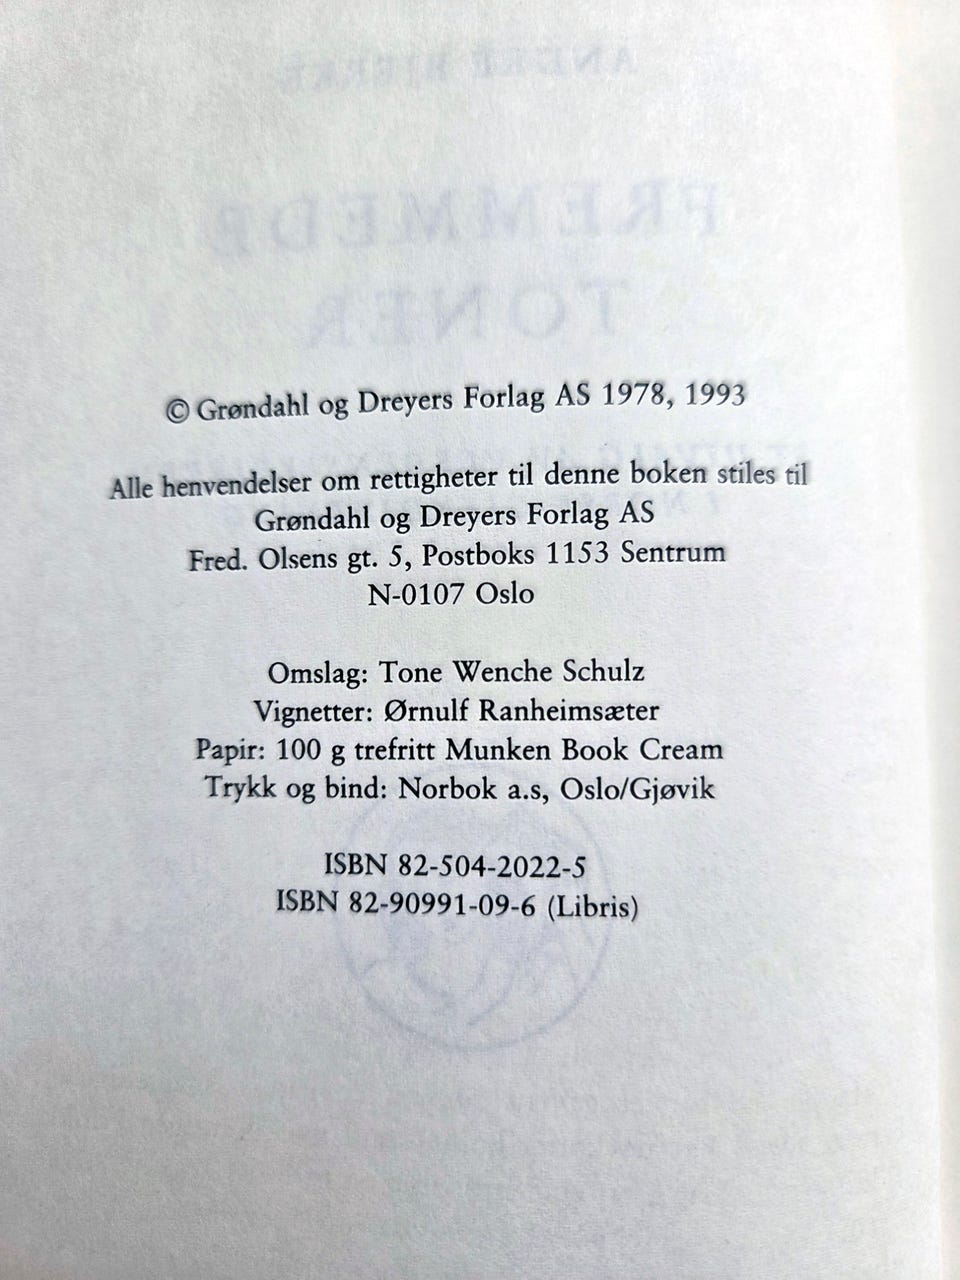 © Grøndahl og Dreyers Forlag AS 1978, 1993
Alle henvendelser om rettigheter til denne boken stiles til
Grøndahl og Dreyers Forlag AS
Fred. Olsens gt. 5, Postboks 1153 Sentrum
N-0107 Oslo
Omslag: Tone Wenche Schulz
Vignetter: Ørnulf Ranheimsæter
Papir: 100 g trefritt Munken Book Cream
Trykk og bind: Norbok a.s, Oslo/Gjøvik
ISBN 82-504-2022-5
ISBN 82-90991-09-6 (Libris)